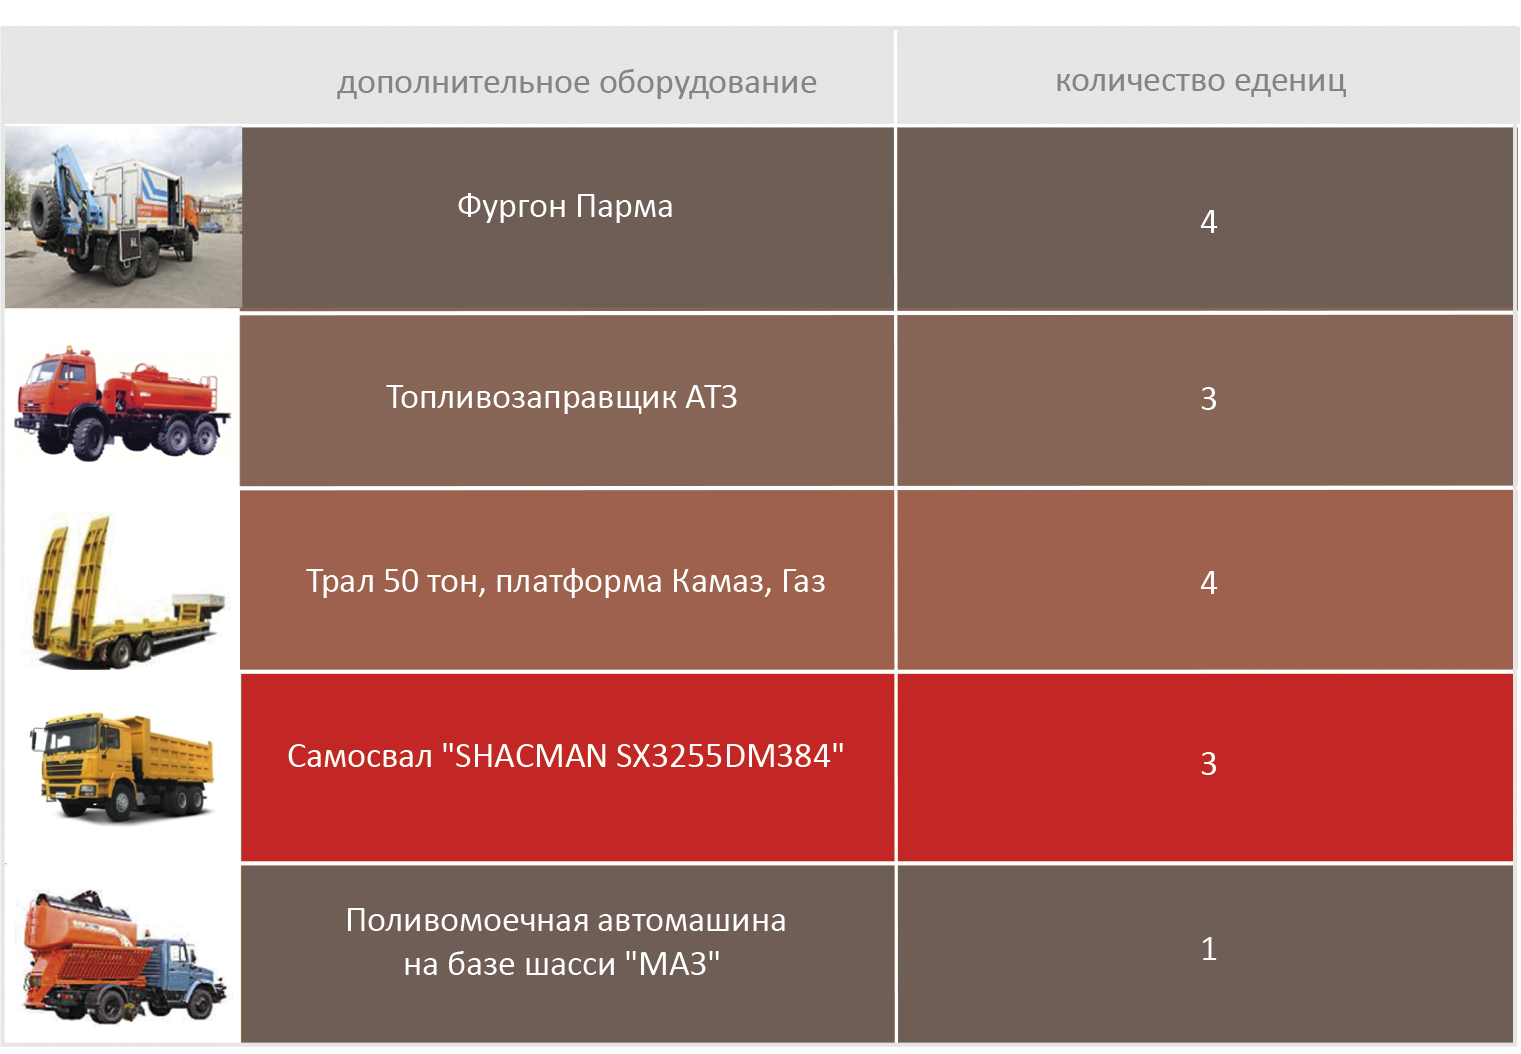 дополнительное оборудование
количество едениц
Фургон Парма
4
Топливозаправщик АТЗ
3
Трал 50 тон, платформа Камаз, Газ
4
Самосвал "SHACMAN SX3255DM384"
3
Поливомоечная автомашина
на базе шасси "МАЗ"
1